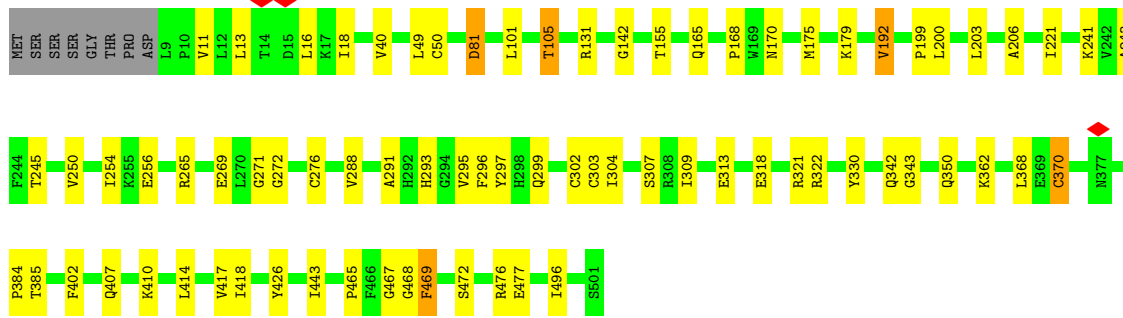 MET SER SER SER GLY THR PRO ASP L9 P10 V11 L12 L13 T14 D15 L16 K17 I18 V40 L49 C50 D81 L101 T105 R131 G142 T155 Q165 P168 W169 N170 M175 K179 V192 P199 L200 L203 A206 I221 K241 V242
F244 T245 V250 I254 K255 E256 R265 E269 L270 G271 G272 C276 V288 A291 H292 H293 G294 V295 F296 Y297 H298 Q299 C302 C303 I304 S307 R308 I309 E313 E318 R321 R322 Y330 Q342 G343 Q350 K362 L368 E369 C370 N377
P384 T385 F402 Q407 K410 L414 V417 I418 Y426 I443 P465 F466 G467 G468 F469 S472 R476 E477 I496 S501